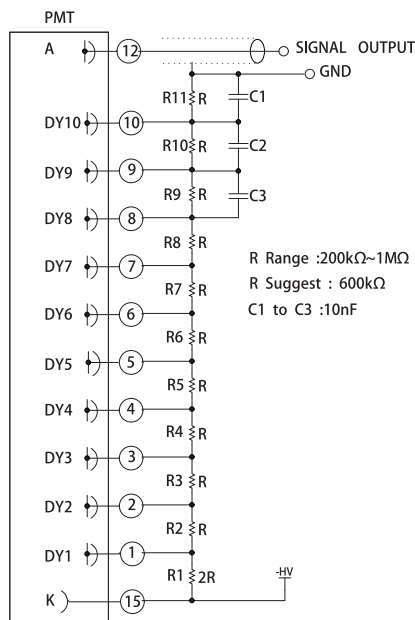 PMT
A 12 SIGNAL OUTPUT
GND
R11 R C1
DY10 10
R10 R C2
DY9 9
R9 R C3
DY8 8
R8 R
R Range :200kΩ~1MΩ
DY7 7
R7 R
R Suggest : 600kΩ
C1 to C3 :10nF
DY6 6
R6 R
DY5 5
R5 R
DY4 4
R4 R
DY3 3
R3 R
DY2 2
R2 R
DY1 1
R1 2R
-HV
K 15